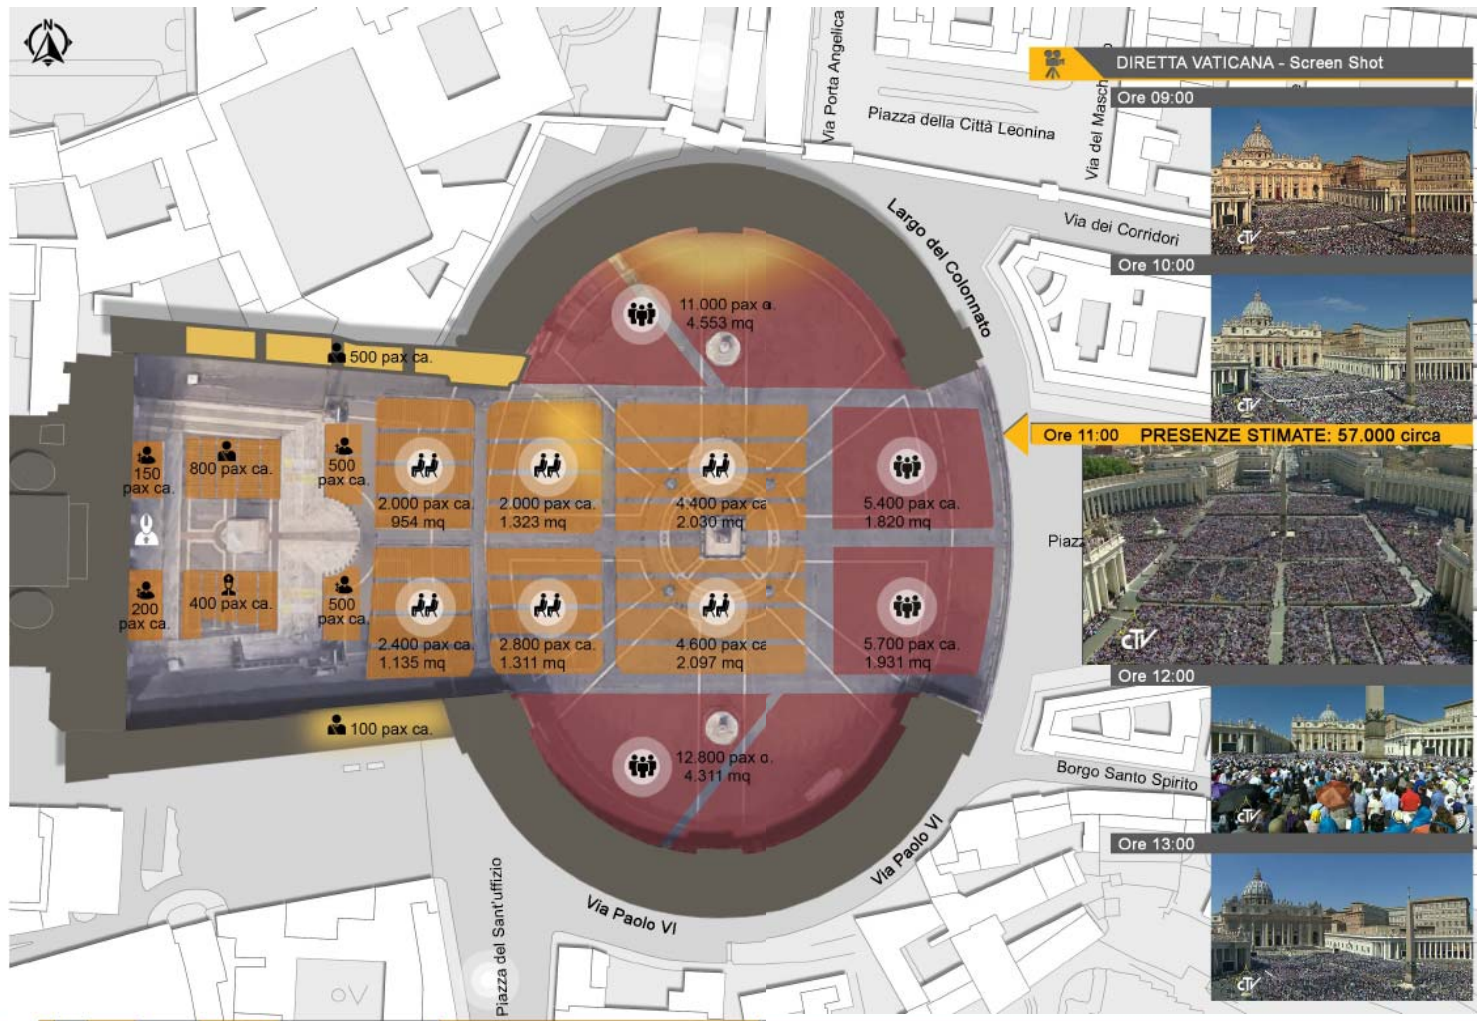 N
Via Porta Angelica
Piazza della Città Leonina
Via del Masch
Largo del Colonnato
Via dei Corridori
DIRETTA VATICANA - Screen Shot
Ore 09:00
CTV
Ore 10:00
CTV
Ore 11:00 PRESENZE STIMATE: 57.000 circa
CTV
Ore 12:00
CTV
Ore 13:00
CTV
11.000 pax
4.553 mq
500 pax ca.
150
pax ca.
800 pax ca.
500
pax ca.
2.000 pax ca.
954 mq
2.000 pax ca.
1.323 mq
4.400 pax ca
2.030 mq
5.400 pax ca.
1.820 mq
Piazz
200
pax ca.
400 pax ca.
500
pax ca.
2.400 pax ca.
1.135 mq
2.800 pax ca.
1.311 mq
4.600 pax ca
2.097 mq
5.700 pax ca.
1.931 mq
100 pax ca.
12.800 pax
4.311 mq
Borgo Santo Spirito
Via Paolo VI
Via Paolo VI
Piazza del Sant'uffizio